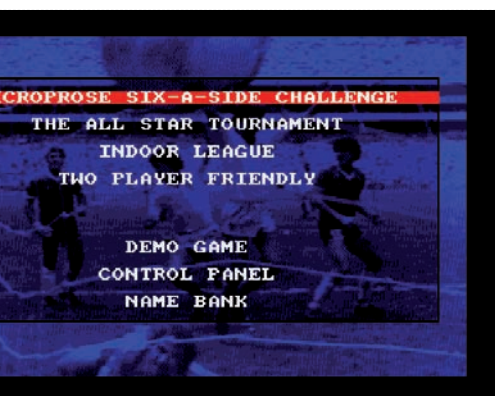 CROPROSE SIX-A-SIDE CHALLENGE
THE ALL STAR TOURNAMENT
INDOOR LEAGUE
TWO PLAYER FRIENDLY
DEMO GAME
CONTROL PANEL
NAME BANK